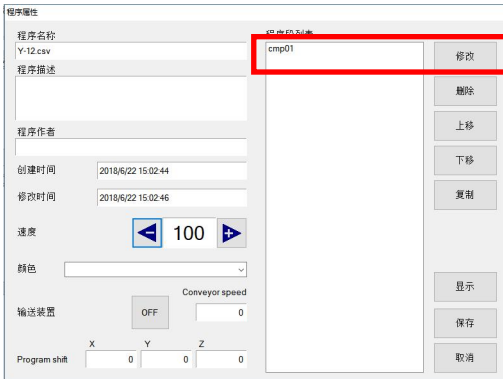 程序属性
程序名称
Y-12.csv
程序描述
程序作者
创建时间
2018/6/22 15:02:44
修改时间
2018/6/22 15:02:46
速度
100
颜色
Conveyor speed
输送装置
OFF
0
X Y Z
Program shift
0 0 0
程序段列表
cmp01
修改
删除
上移
下移
复制
显示
保存
取消